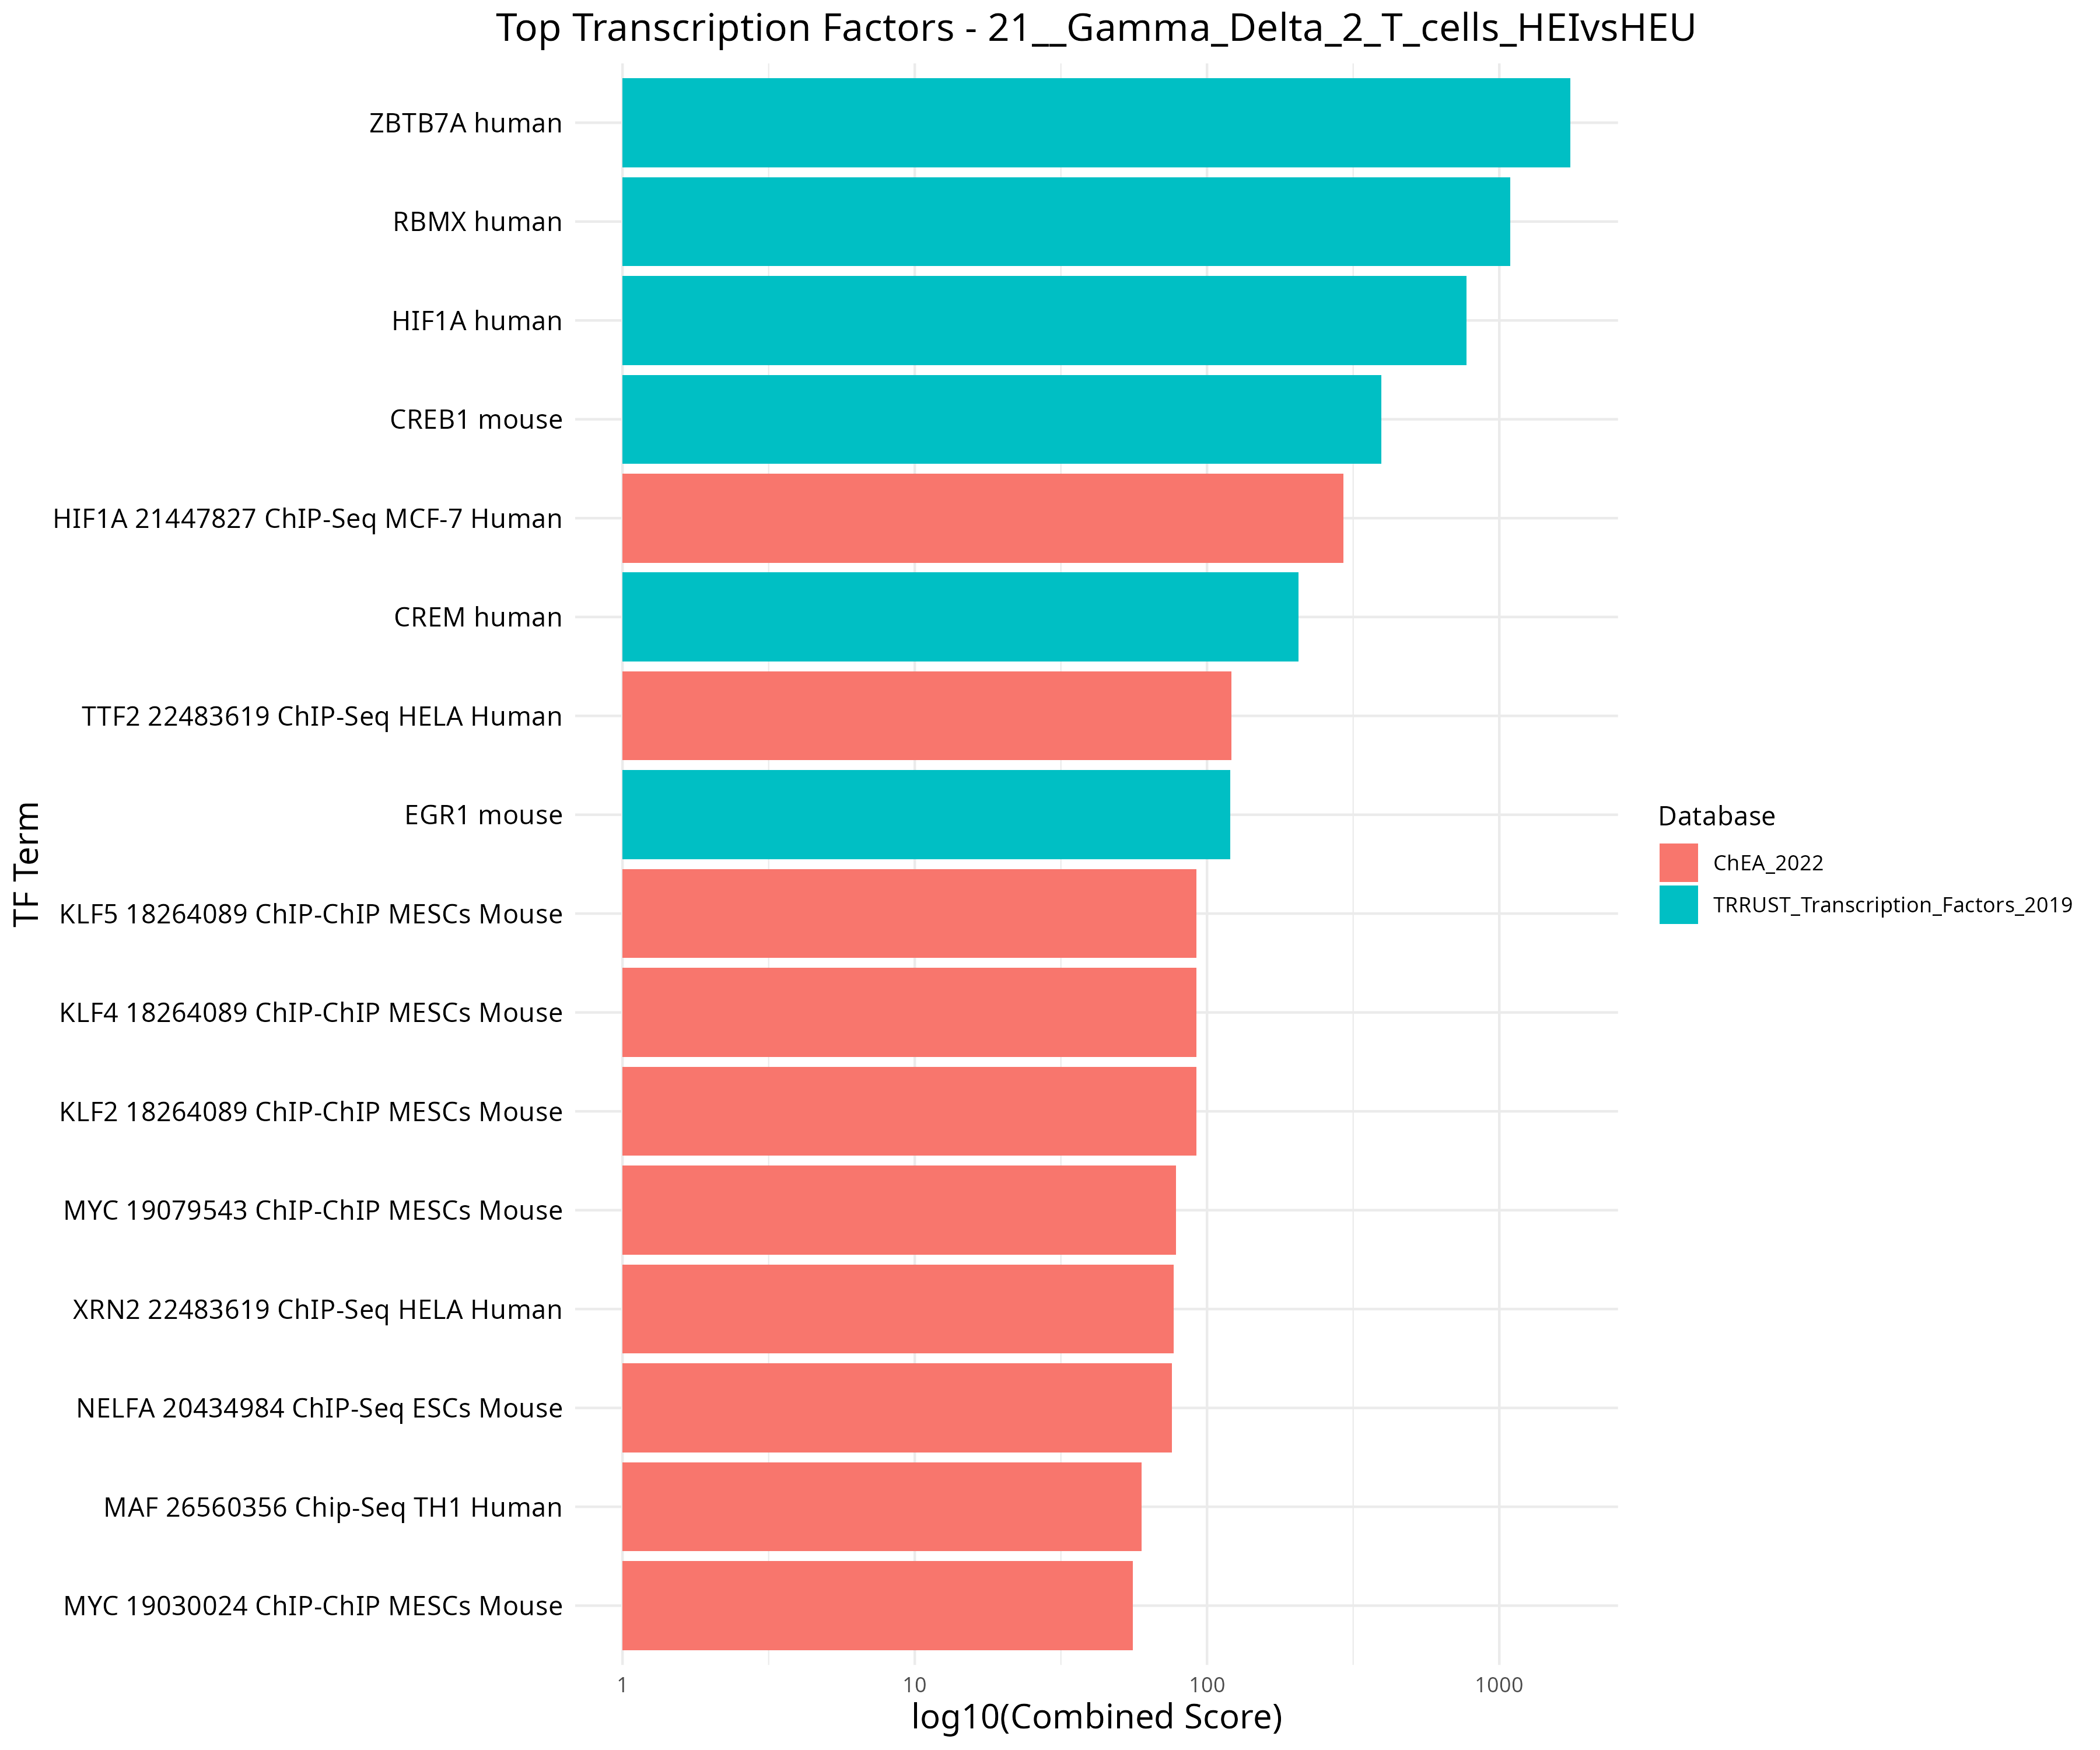 Top Transcription Factors - 21__Gamma_Delta_2_T_cells_HEIvsHEU
TF Term
ZBTB7A human
RBMX human
HIF1A human
CREB1 mouse
HIF1A 21447827 ChIP-Seq MCF-7 Human
CREM human
TTF2 22483619 ChIP-Seq HELA Human
EGR1 mouse
KLF5 18264089 ChIP-ChIP MESCs Mouse
KLF4 18264089 ChIP-ChIP MESCs Mouse
KLF2 18264089 ChIP-ChIP MESCs Mouse
MYC 19079543 ChIP-ChIP MESCs Mouse
XRN2 22483619 ChIP-Seq HELA Human
NELFA 20434984 ChIP-Seq ESCs Mouse
MAF 26560356 Chip-Seq TH1 Human
MYC 19030024 ChIP-ChIP MESCs Mouse
1 10 100 1000
log10(Combined Score)
Database
ChEA_2022
TRRUST_Transcription_Factors_2019